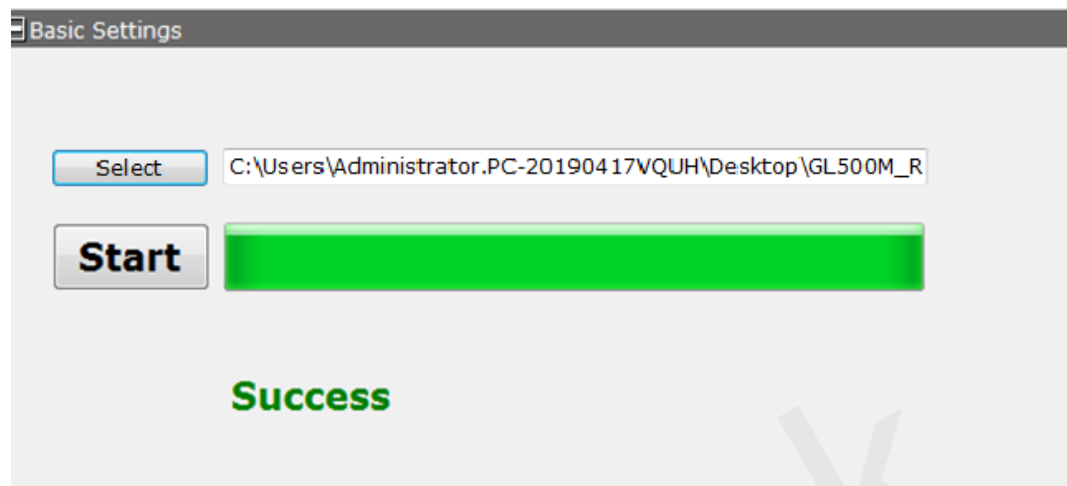 Basic Settings
Select
C:\Users\Administrator.PC-20190417VQUH\Desktop\GL500M_R
Start
Success